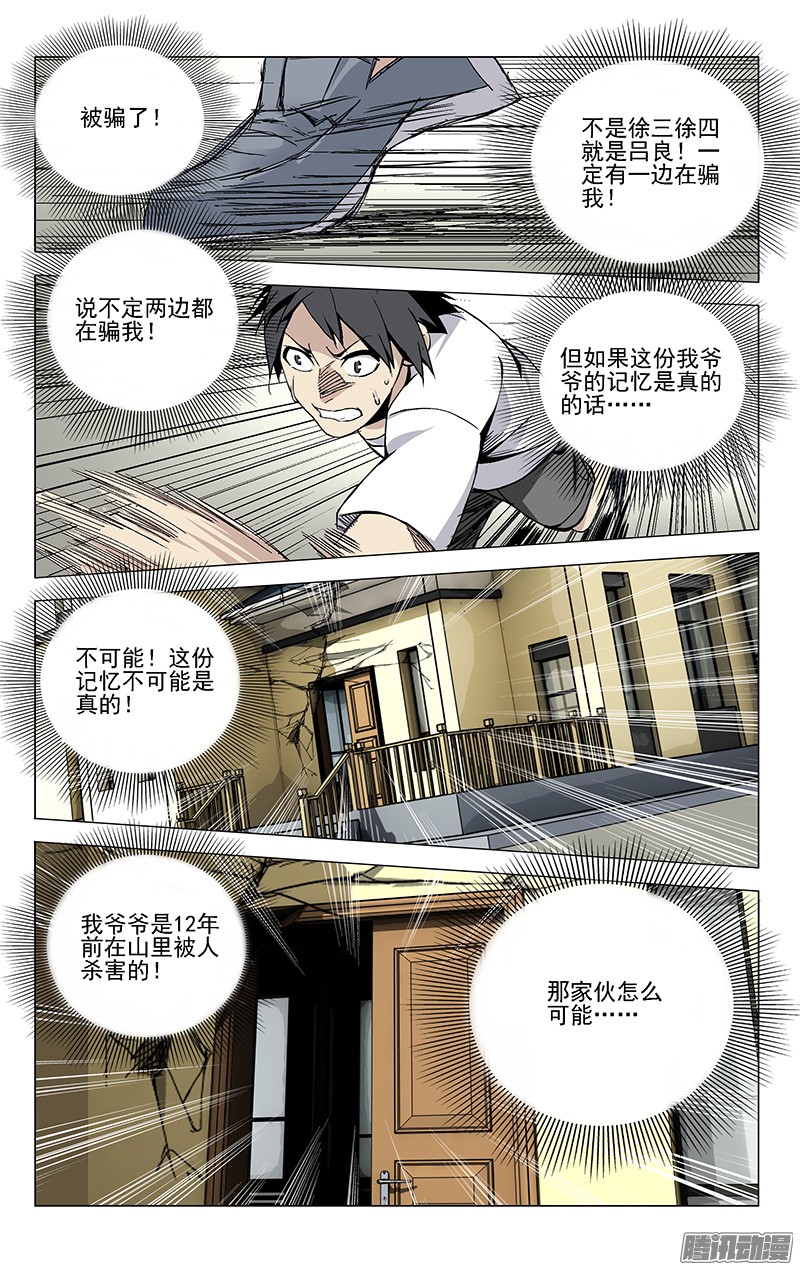 被骗了！
不是徐三徐四
就是吕良！一
定有一边在骗
我！
说不定两边都
在骗我！
但如果这份我爷
爷的记忆是真的
的话……
不可能！这份
记忆不可能是
真的！
我爷爷是12年
前在山里被人
杀害的！
那家伙怎么
可能……
腾讯动漫